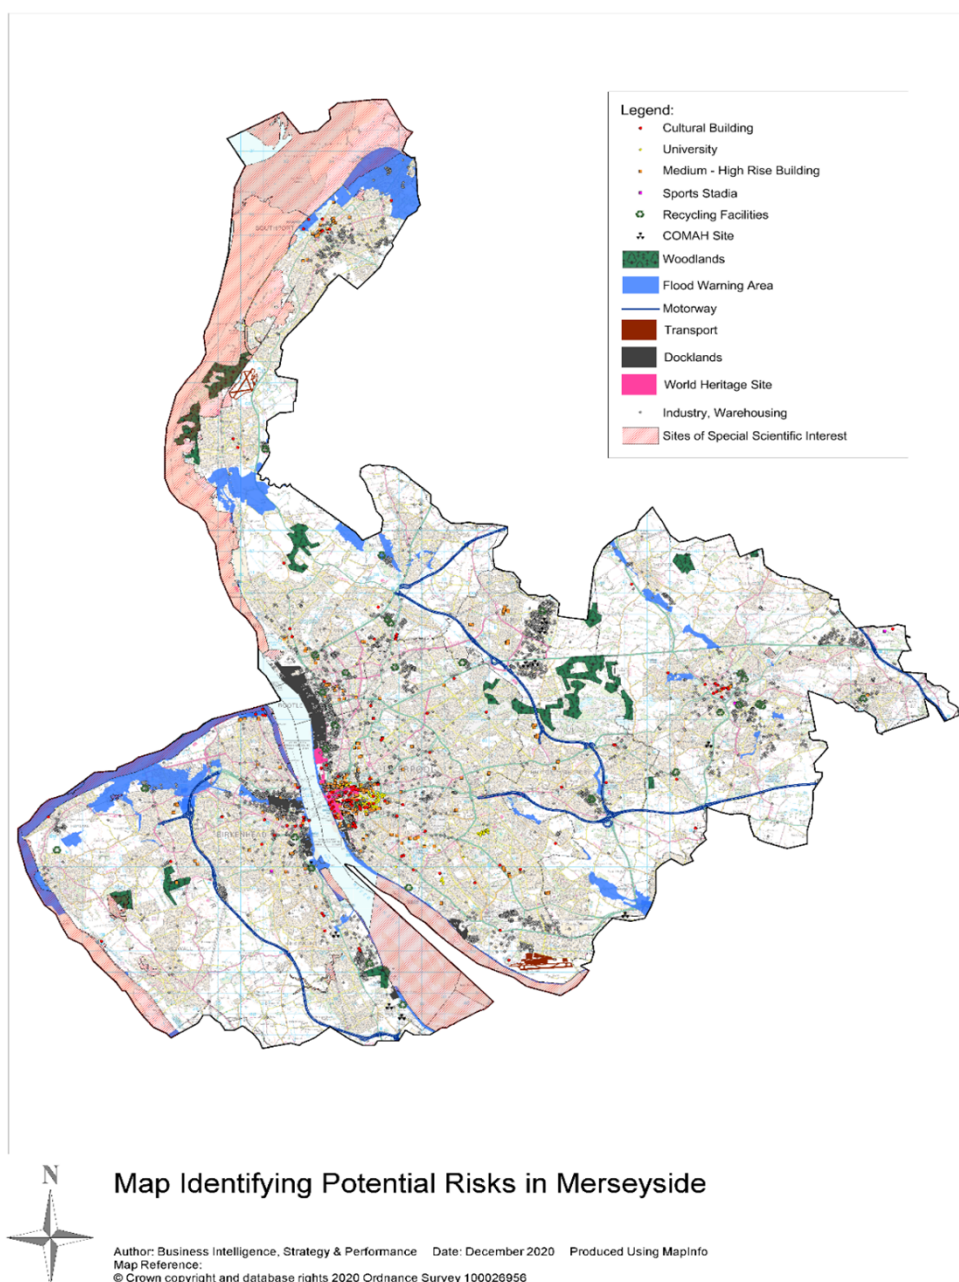 Legend:
Cultural Building
University
Medium - High Rise Building
Sports Stadia
Recycling Facilities
COMAH Site
Woodlands
Flood Warning Area
Motorway
Transport
Docklands
World Heritage Site
Industry, Warehousing
Sites of Special Scientific Interest
SOUTHPORT
BOOTLE
BIRKENHEAD
N
Map Identifying Potential Risks in Merseyside
Author: Business Intelligence, Strategy & Performance Date: December 2020 Produced Using MapInfo
Map Reference:
© Crown copyright and database rights 2020 Ordnance Survey 100026956